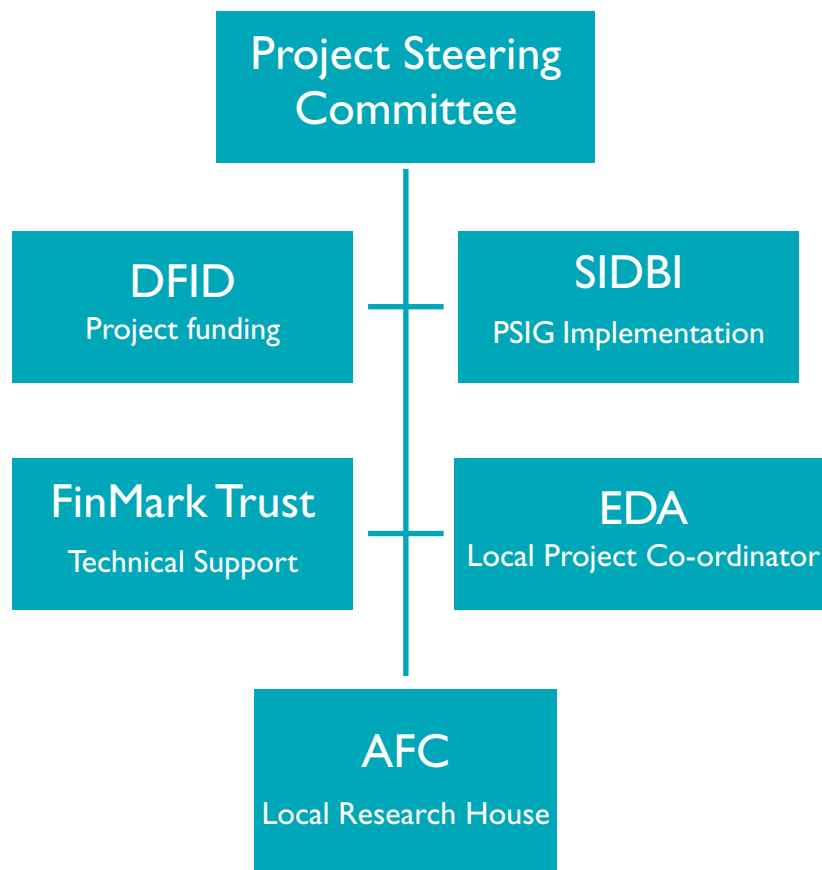 Project Steering
Committee
DFID
Project funding
SIDBI
PSIG Implementation
FinMark Trust
Technical Support
EDA
Local Project Co-ordinator
AFC
Local Research House